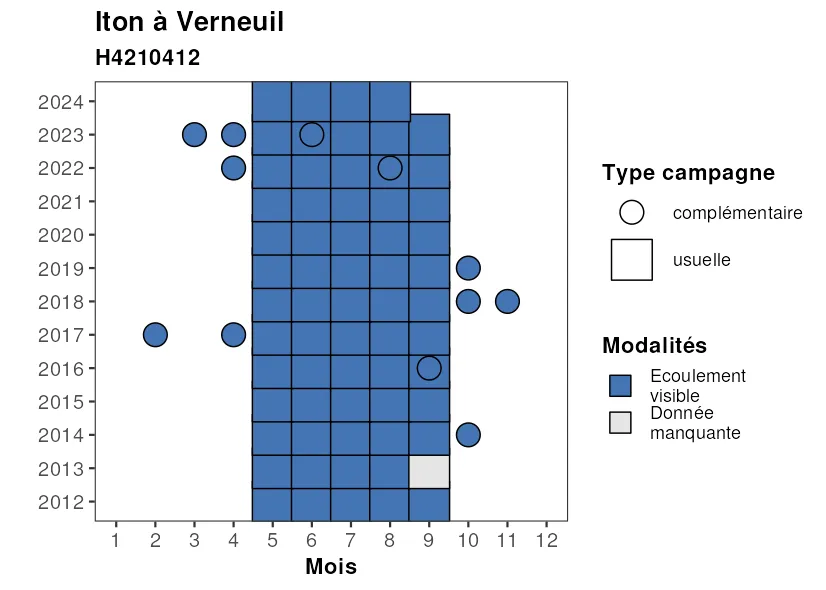 Iton à Verneuil
H4210412
2024
2023
2022
2021
2020
2019
2018
2017
2016
2015
2014
2013
2012
1 2 3 4 5 6 7 8 9 10 11 12
Mois
Type campagne
complémentaire
usuelle
Modalités
Ecoulement
visible
Donnée
manquante